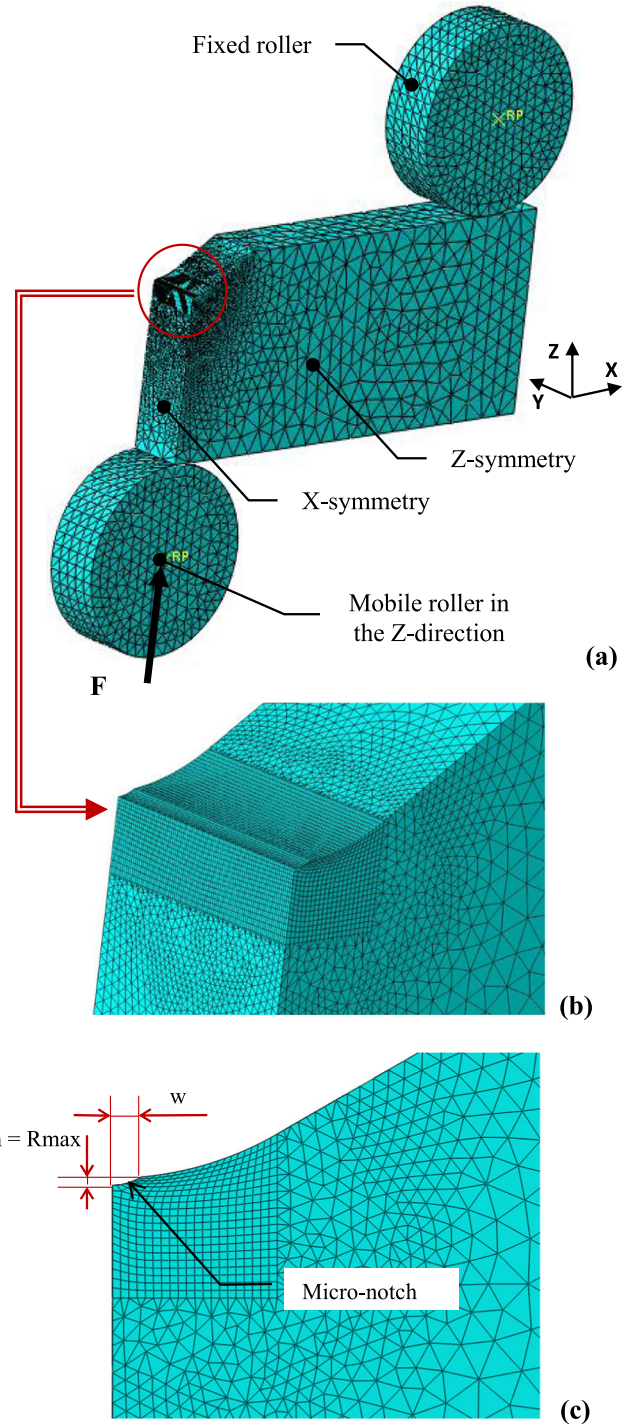 Fixed roller
RP
Z
X
Y
Z-symmetry
X-symmetry
RP
Mobile roller in
the Z-direction
(a)
F
(b)
w
= Rmax
Micro-notch
(c)